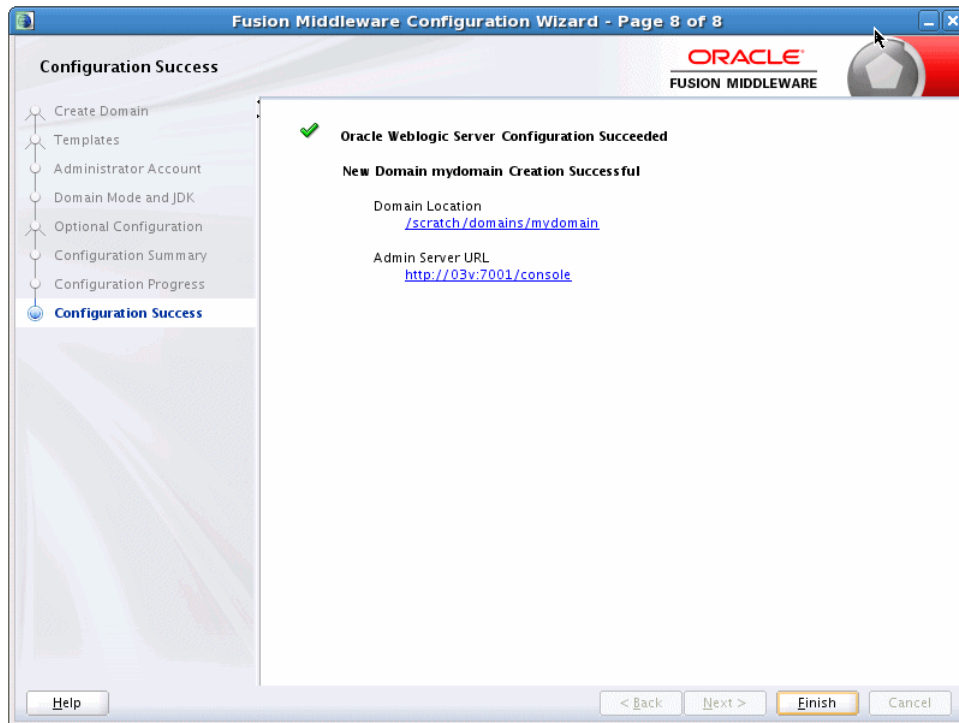 Fusion Middleware Configuration Wizard - Page 8 of 8
Configuration Success
ORACLE
FUSION MIDDLEWARE
Create Domain
Templates
Administrator Account
Domain Mode and JDK
Optional Configuration
Configuration Summary
Configuration Progress
Configuration Success
Oracle Weblogic Server Configuration Succeeded
New Domain mydomain Creation Successful
Domain Location
/scratch/domains/mydomain
Admin Server URL
http://03v:7001/console
Help
< Back
Next >
Finish
Cancel